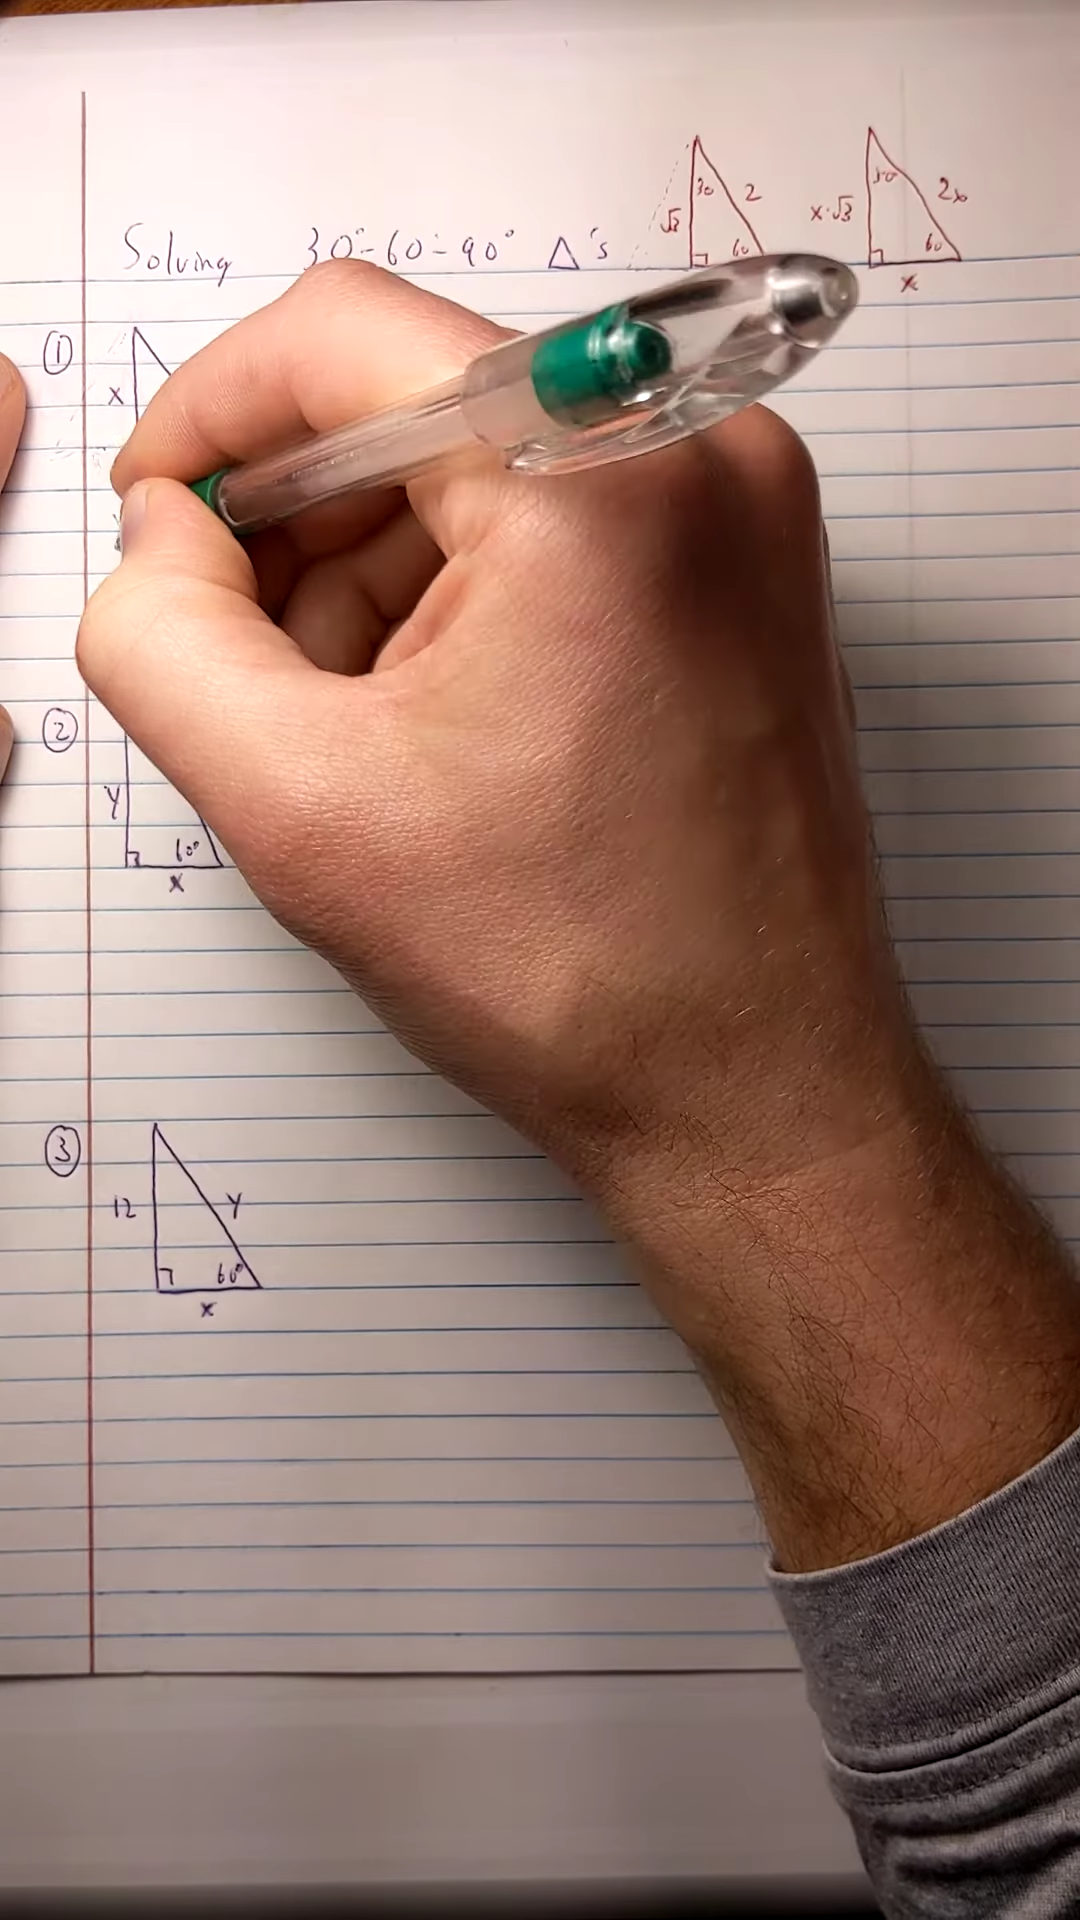 Solving 30°-60°-90° Δ's
30
2
√3
60
30
2x
x·√3
60
x
①
x
②
y
60°
x
③
12
y
60°
x